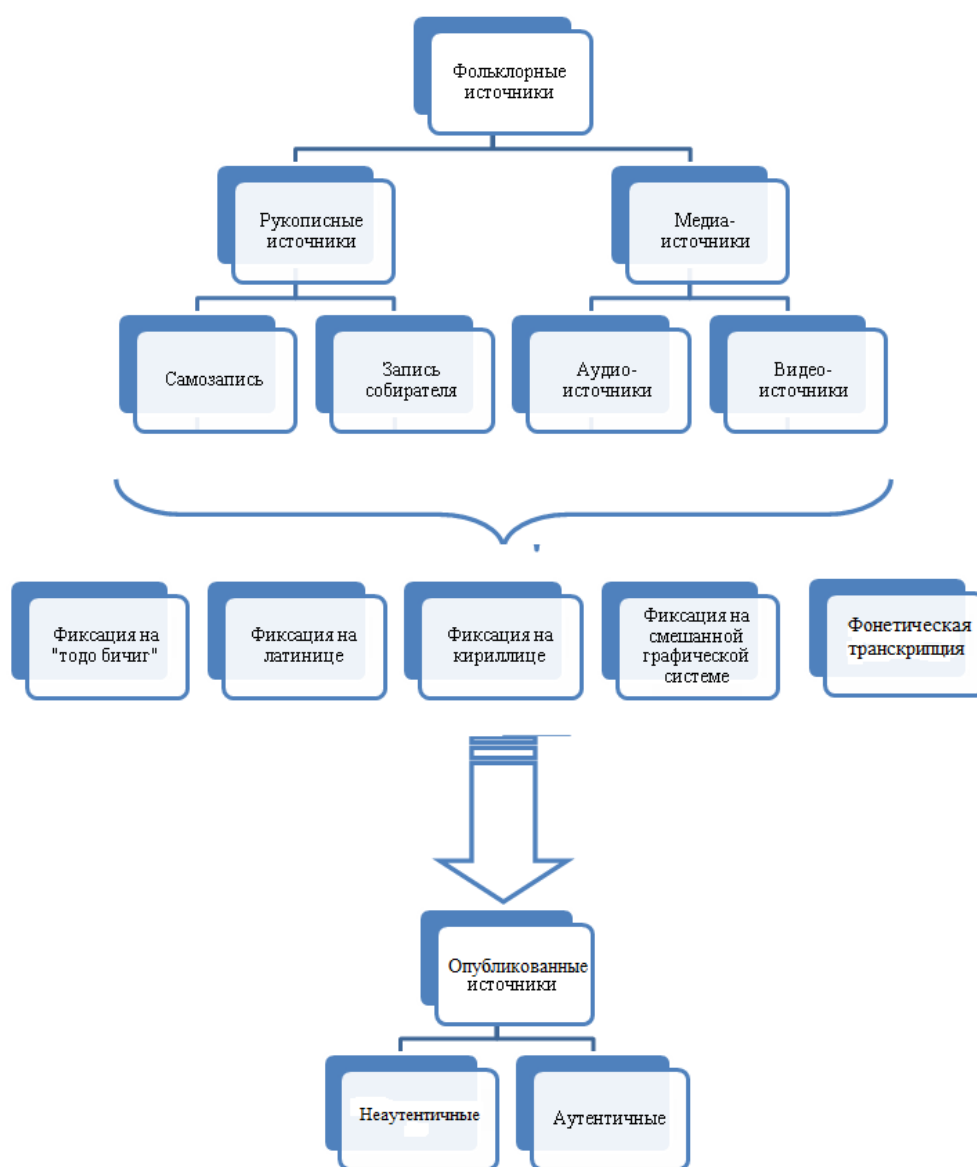 Фольклорные
источники
Рукописные
источники
Медиа-
источники
Самозапись
Запись
собирателя
Аудио-
источники
Видео-
источники
Фиксация на
"тодо бичиг"
Фиксация на
латинице
Фиксация на
кириллице
Фиксация на
смешанной
графической
системе
Фонетическая
транскрипция
Опубликованные
источники
Неаутентичные
Аутентичные